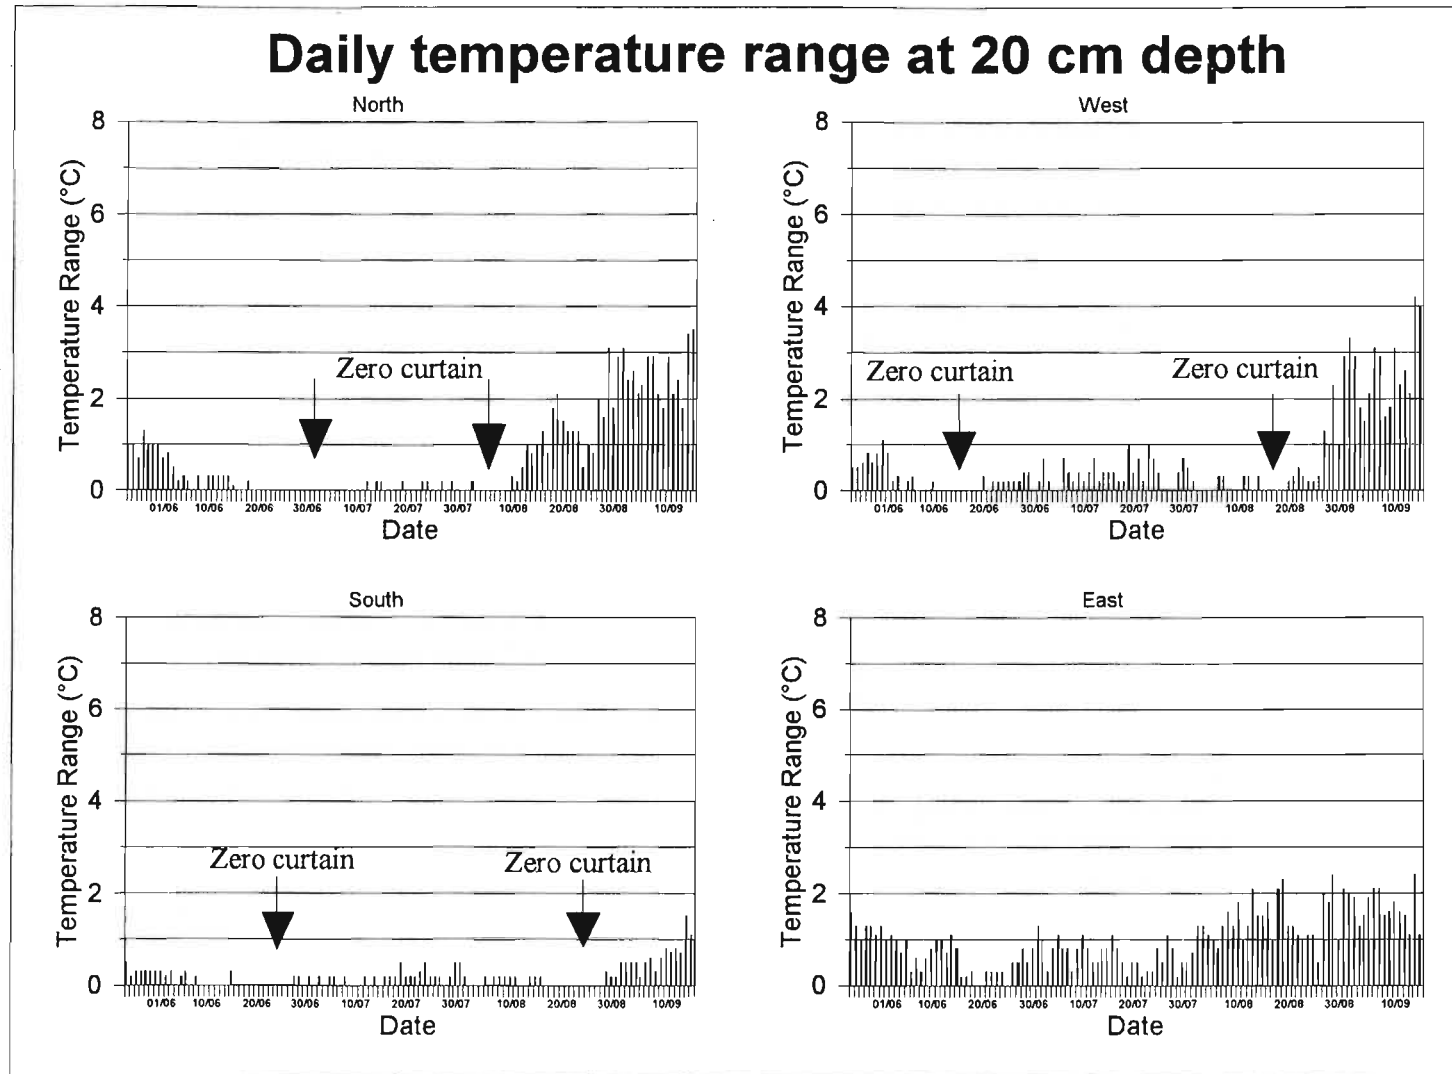 Daily temperature range at 20 cm depth
North
Temperature Range (°C)
8
6
4
2
0
Zero curtain
01/06 10/06 20/06 30/06 10/07 20/07 30/07 10/08 20/08 30/08 10/09
Date
West
Temperature Range (°C)
8
6
4
2
0
Zero curtain
Zero curtain
01/06 10/06 20/06 30/06 10/07 20/07 30/07 10/08 20/08 30/08 10/09
Date
South
Temperature Range (°C)
8
6
4
2
0
Zero curtain
Zero curtain
01/06 10/06 20/06 30/06 10/07 20/07 30/07 10/08 20/08 30/08 10/09
Date
East
Temperature Range (°C)
8
6
4
2
0
01/06 10/06 20/06 30/06 10/07 20/07 30/07 10/08 20/08 30/08 10/09
Date